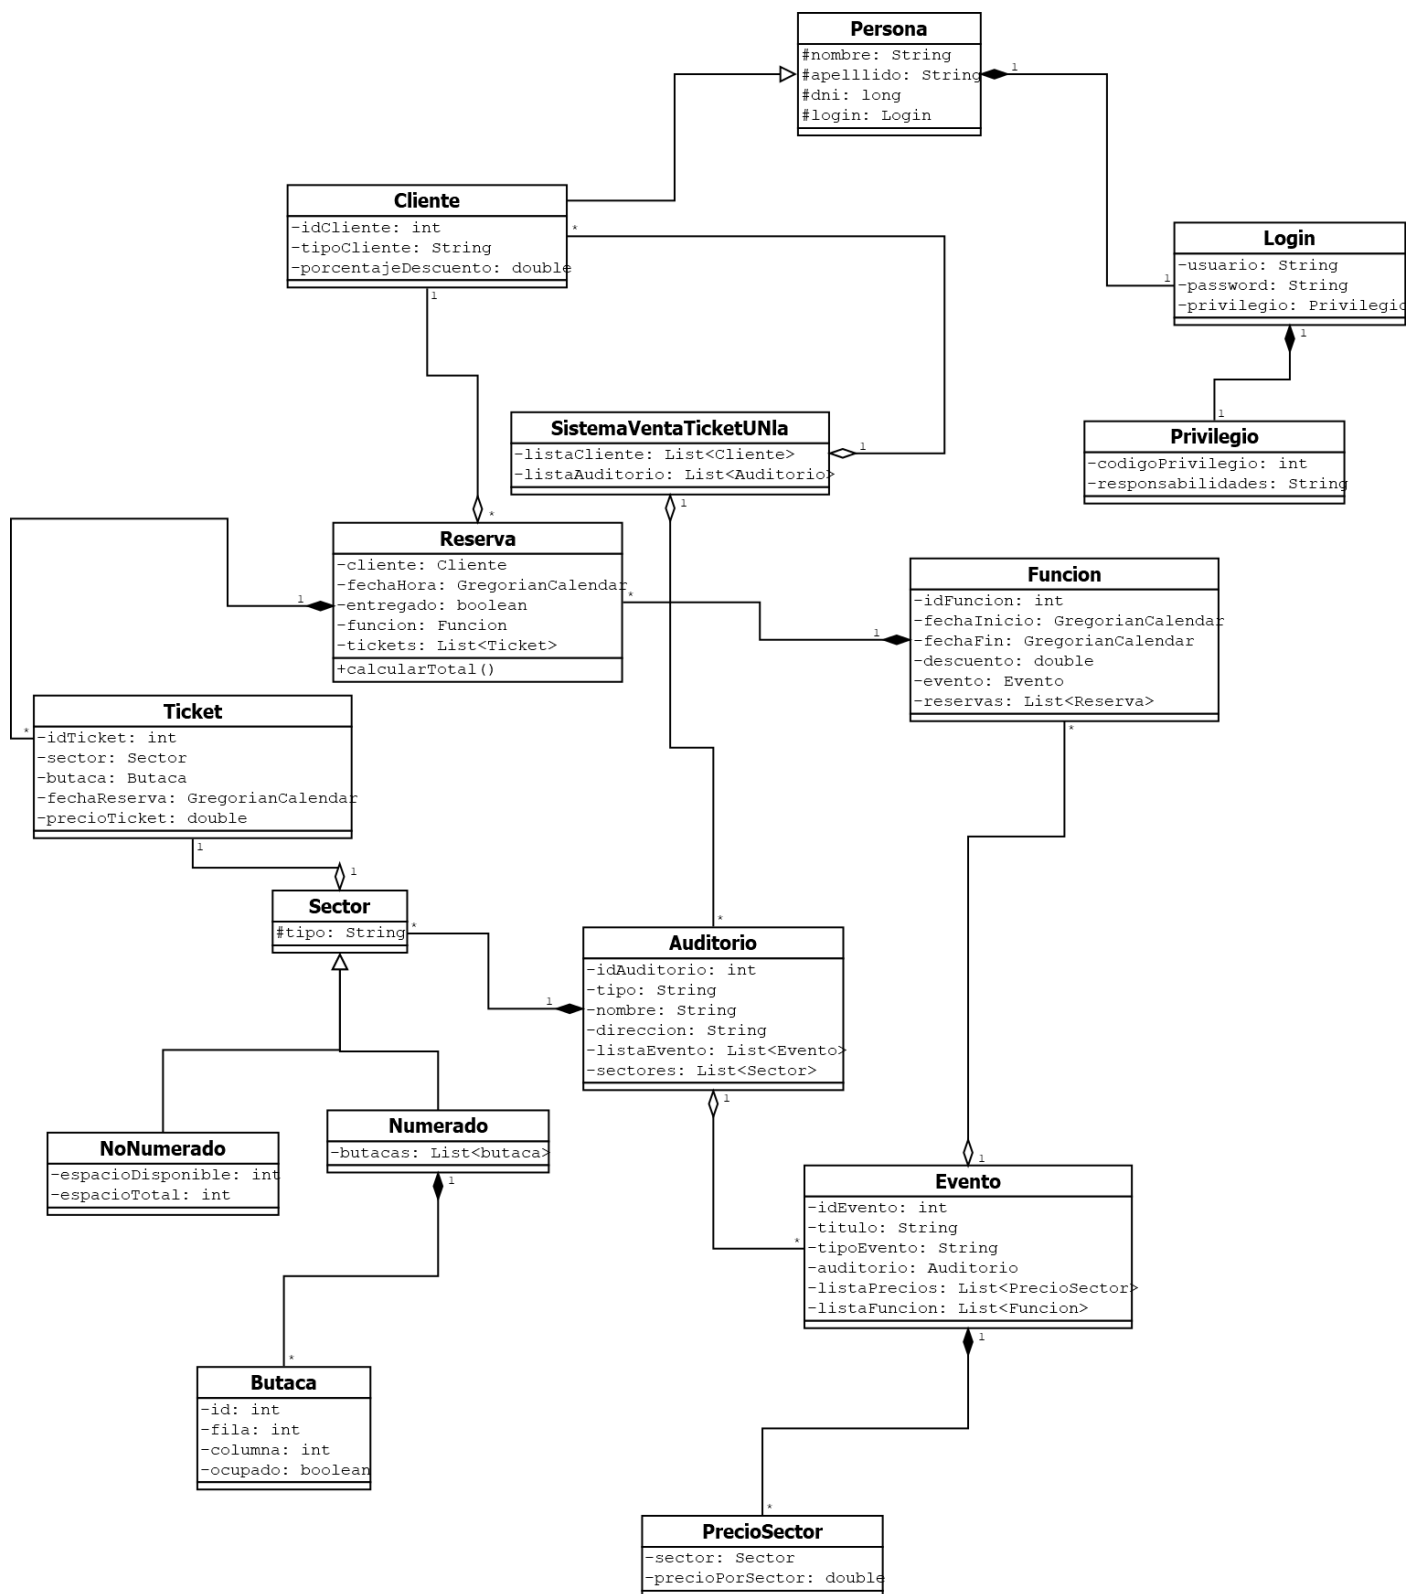 Persona
#nombre: String
#apelllido: String
#dni: long
#login: Login
1
Cliente
-idCliente: int
-tipoCliente: String
-porcentajeDescuento: double
*
1
Login
-usuario: String
-password: String
-privilegio: Privilegio
1
1
SistemaVentaTicketUNla
-listaCliente: List<Cliente>
-listaAuditorio: List<Auditorio>
1
1
Privilegio
-codigoPrivilegio: int
-responsabilidades: String
1
Reserva
-cliente: Cliente
-fechaHora: GregorianCalendar
-entregado: boolean
-funcion: Funcion
-tickets: List<Ticket>
+calcularTotal()
*
1
*
Funcion
-idFuncion: int
-fechaInicio: GregorianCalendar
-fechaFin: GregorianCalendar
-descuento: double
-evento: Evento
-reservas: List<Reserva>
1
*
Ticket
-idTicket: int
-sector: Sector
-butaca: Butaca
-fechaReserva: GregorianCalendar
-precioTicket: double
*
1
Sector
#tipo: String
1
*
Auditorio
-idAuditorio: int
-tipo: String
-nombre: String
-direccion: String
-listaEvento: List<Evento>
-sectores: List<Sector>
*
1
1
NoNumerado
-espacioDisponible: int
-espacioTotal: int
Numerado
-butacas: List<butaca>
1
Evento
-idEvento: int
-titulo: String
-tipoEvento: String
-auditorio: Auditorio
-listaPrecios: List<PrecioSector>
-listaFuncion: List<Funcion>
1
*
1
Butaca
-id: int
-fila: int
-columna: int
-ocupado: boolean
*
PrecioSector
-sector: Sector
-precioPorSector: double
*